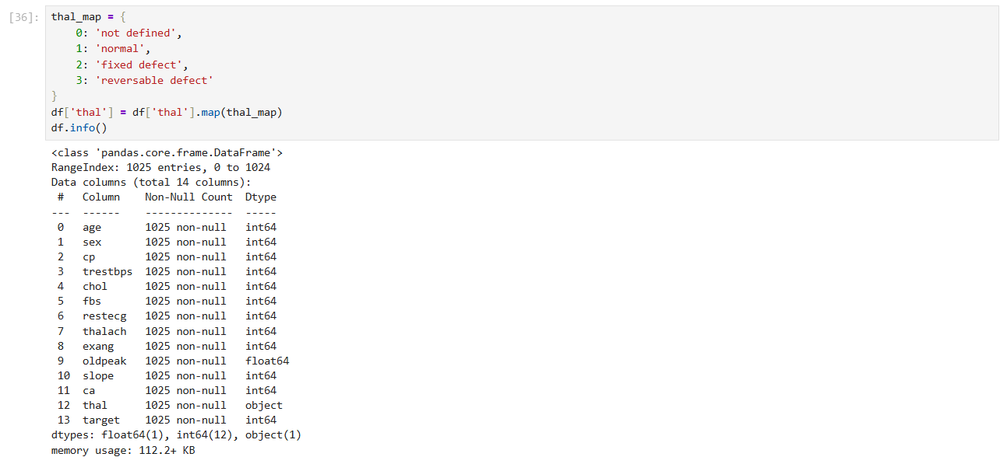 [36]:
thal_map = {
    0: 'not defined',
    1: 'normal',
    2: 'fixed defect',
    3: 'reversable defect'
}
df['thal'] = df['thal'].map(thal_map)
df.info()
<class 'pandas.core.frame.DataFrame'>
RangeIndex: 1025 entries, 0 to 1024
Data columns (total 14 columns):
 #   Column    Non-Null Count  Dtype
---  ------    --------------  -----
 0   age       1025 non-null   int64
 1   sex       1025 non-null   int64
 2   cp        1025 non-null   int64
 3   trestbps  1025 non-null   int64
 4   chol      1025 non-null   int64
 5   fbs       1025 non-null   int64
 6   restecg   1025 non-null   int64
 7   thalach   1025 non-null   int64
 8   exang     1025 non-null   int64
 9   oldpeak   1025 non-null   float64
 10  slope     1025 non-null   int64
 11  ca        1025 non-null   int64
 12  thal      1025 non-null   object
 13  target    1025 non-null   int64
dtypes: float64(1), int64(12), object(1)
memory usage: 112.2+ KB